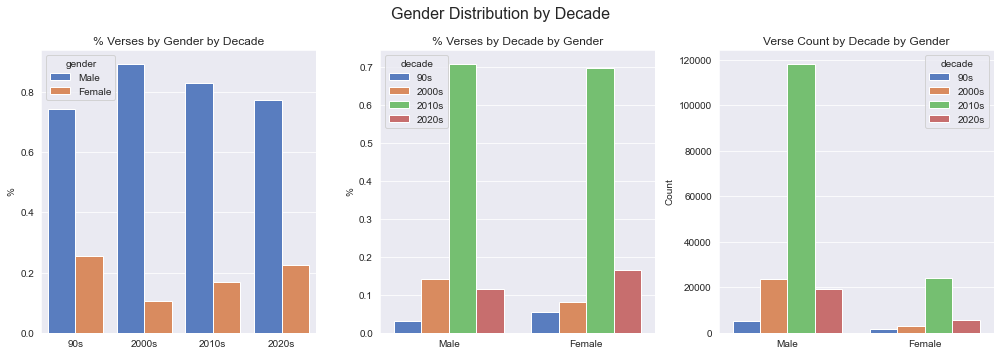 Gender Distribution by Decade
% Verses by Gender by Decade
gender
Male
Female
%
0.8
0.6
0.4
0.2
0.0
90s
2000s
2010s
2020s
% Verses by Decade by Gender
decade
90s
2000s
2010s
2020s
%
0.7
0.6
0.5
0.4
0.3
0.2
0.1
0.0
Male
Female
Verse Count by Decade by Gender
decade
90s
2000s
2010s
2020s
Count
120000
100000
80000
60000
40000
20000
0
Male
Female